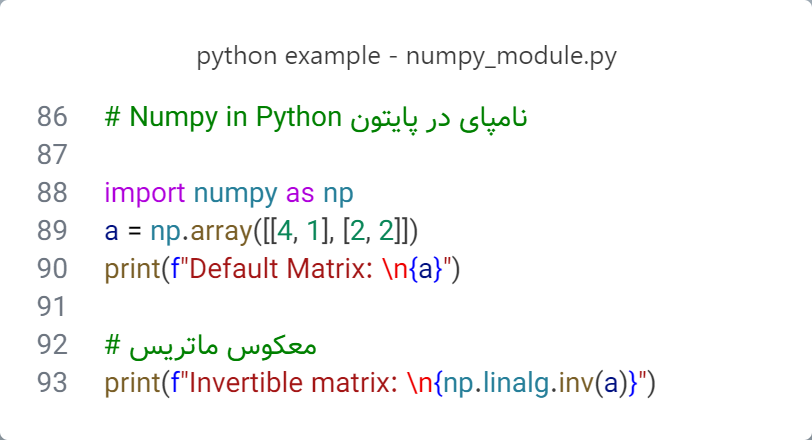 python example - numpy_module.py
86 # Numpy in Python نامپای در پایتون
87
88 import numpy as np
89 a = np.array([[4, 1], [2, 2]])
90 print(f"Default Matrix: \n{a}")
91
92 # معکوس ماتریس
93 print(f"Invertible matrix: \n{np.linalg.inv(a)}")